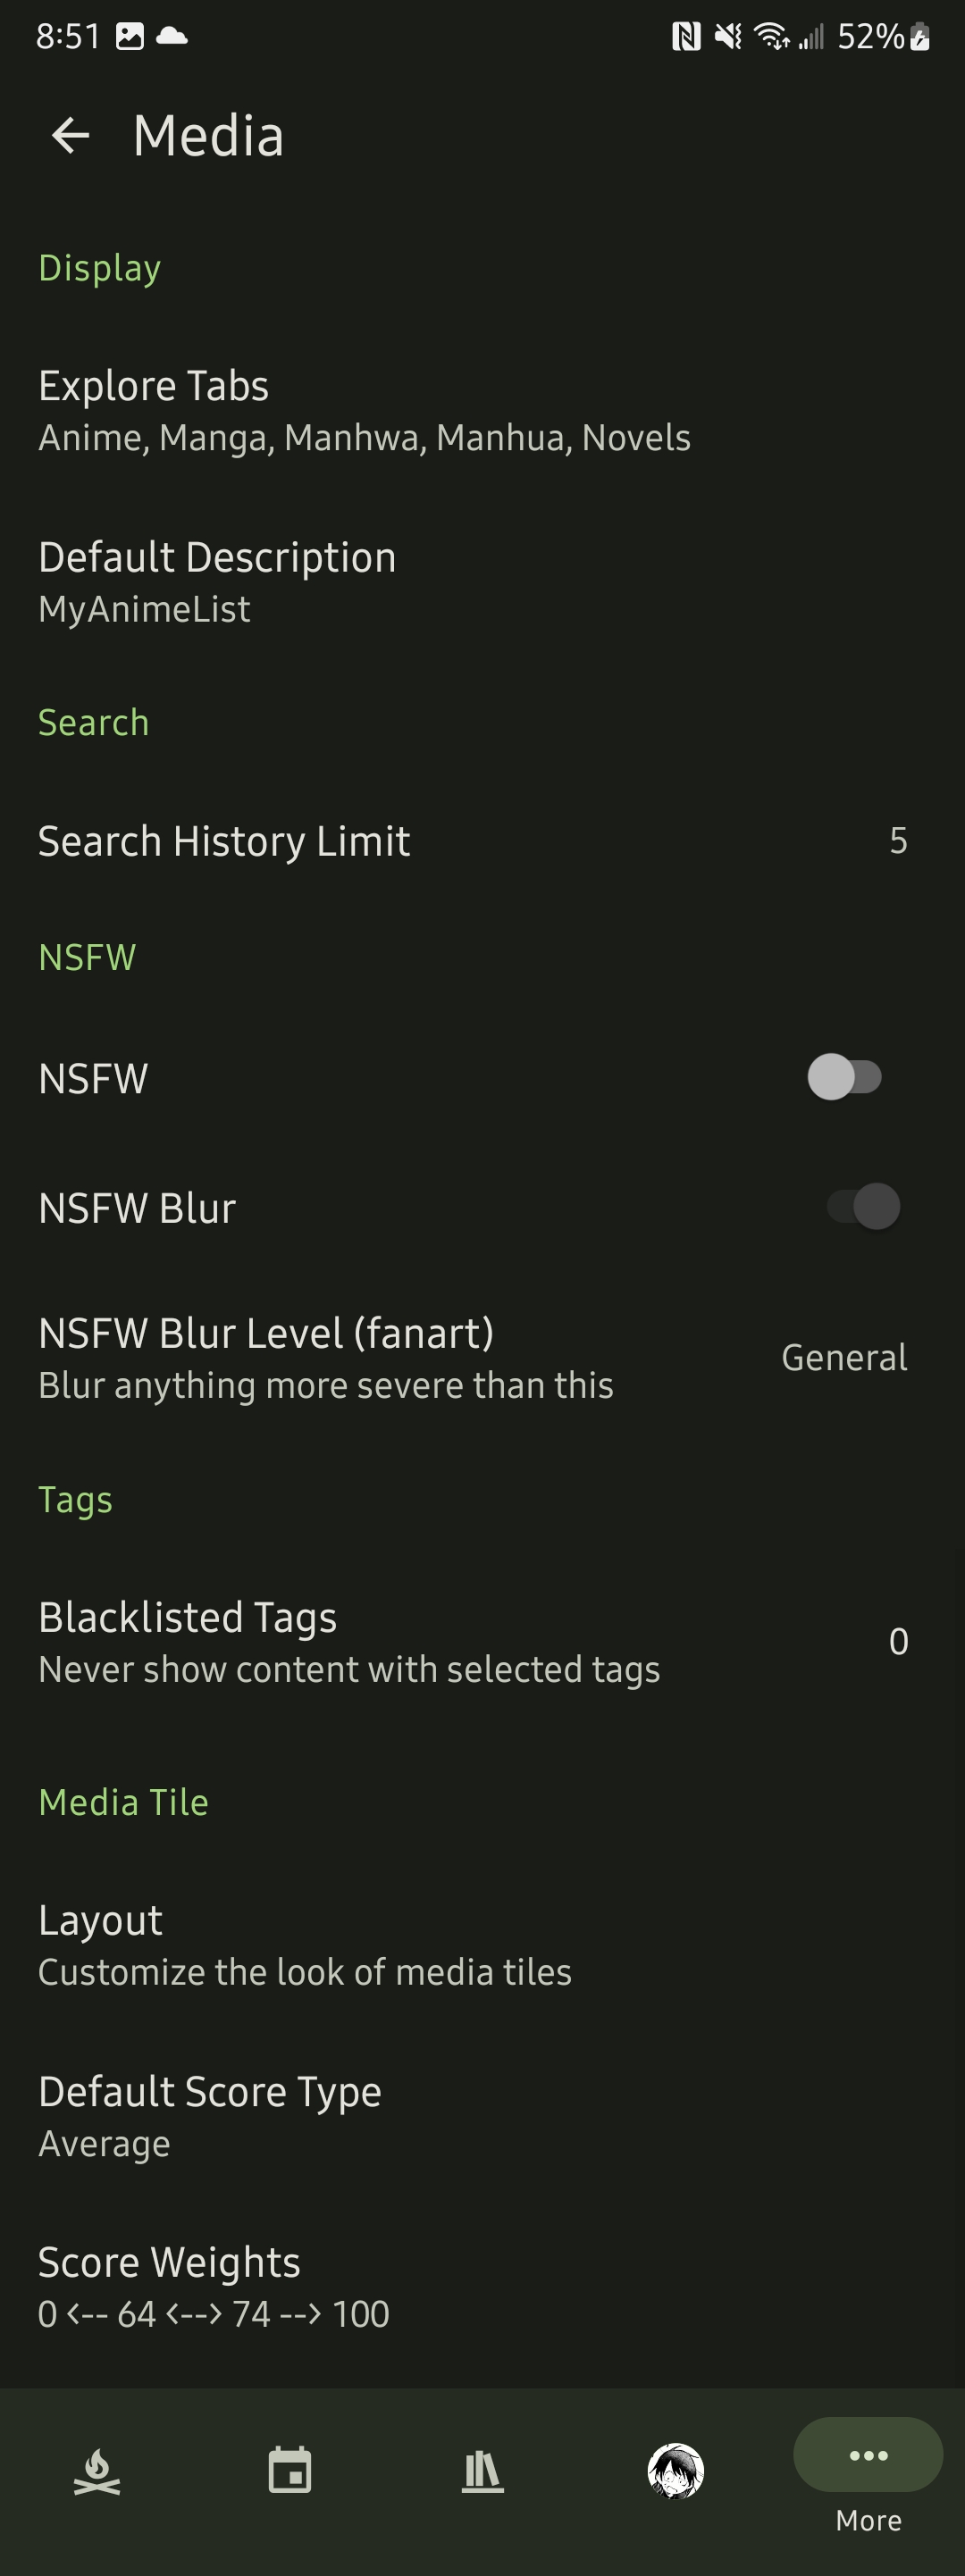 8:51
52%
Media
Display
Explore Tabs
Anime, Manga, Manhwa, Manhua, Novels
Default Description
MyAnimeList
Search
Search History Limit
5
NSFW
NSFW
NSFW Blur
NSFW Blur Level (fanart)
Blur anything more severe than this
General
Tags
Blacklisted Tags
Never show content with selected tags
0
Media Tile
Layout
Customize the look of media tiles
Default Score Type
Average
Score Weights
0 <-- 64 <--> 74 --> 100
More